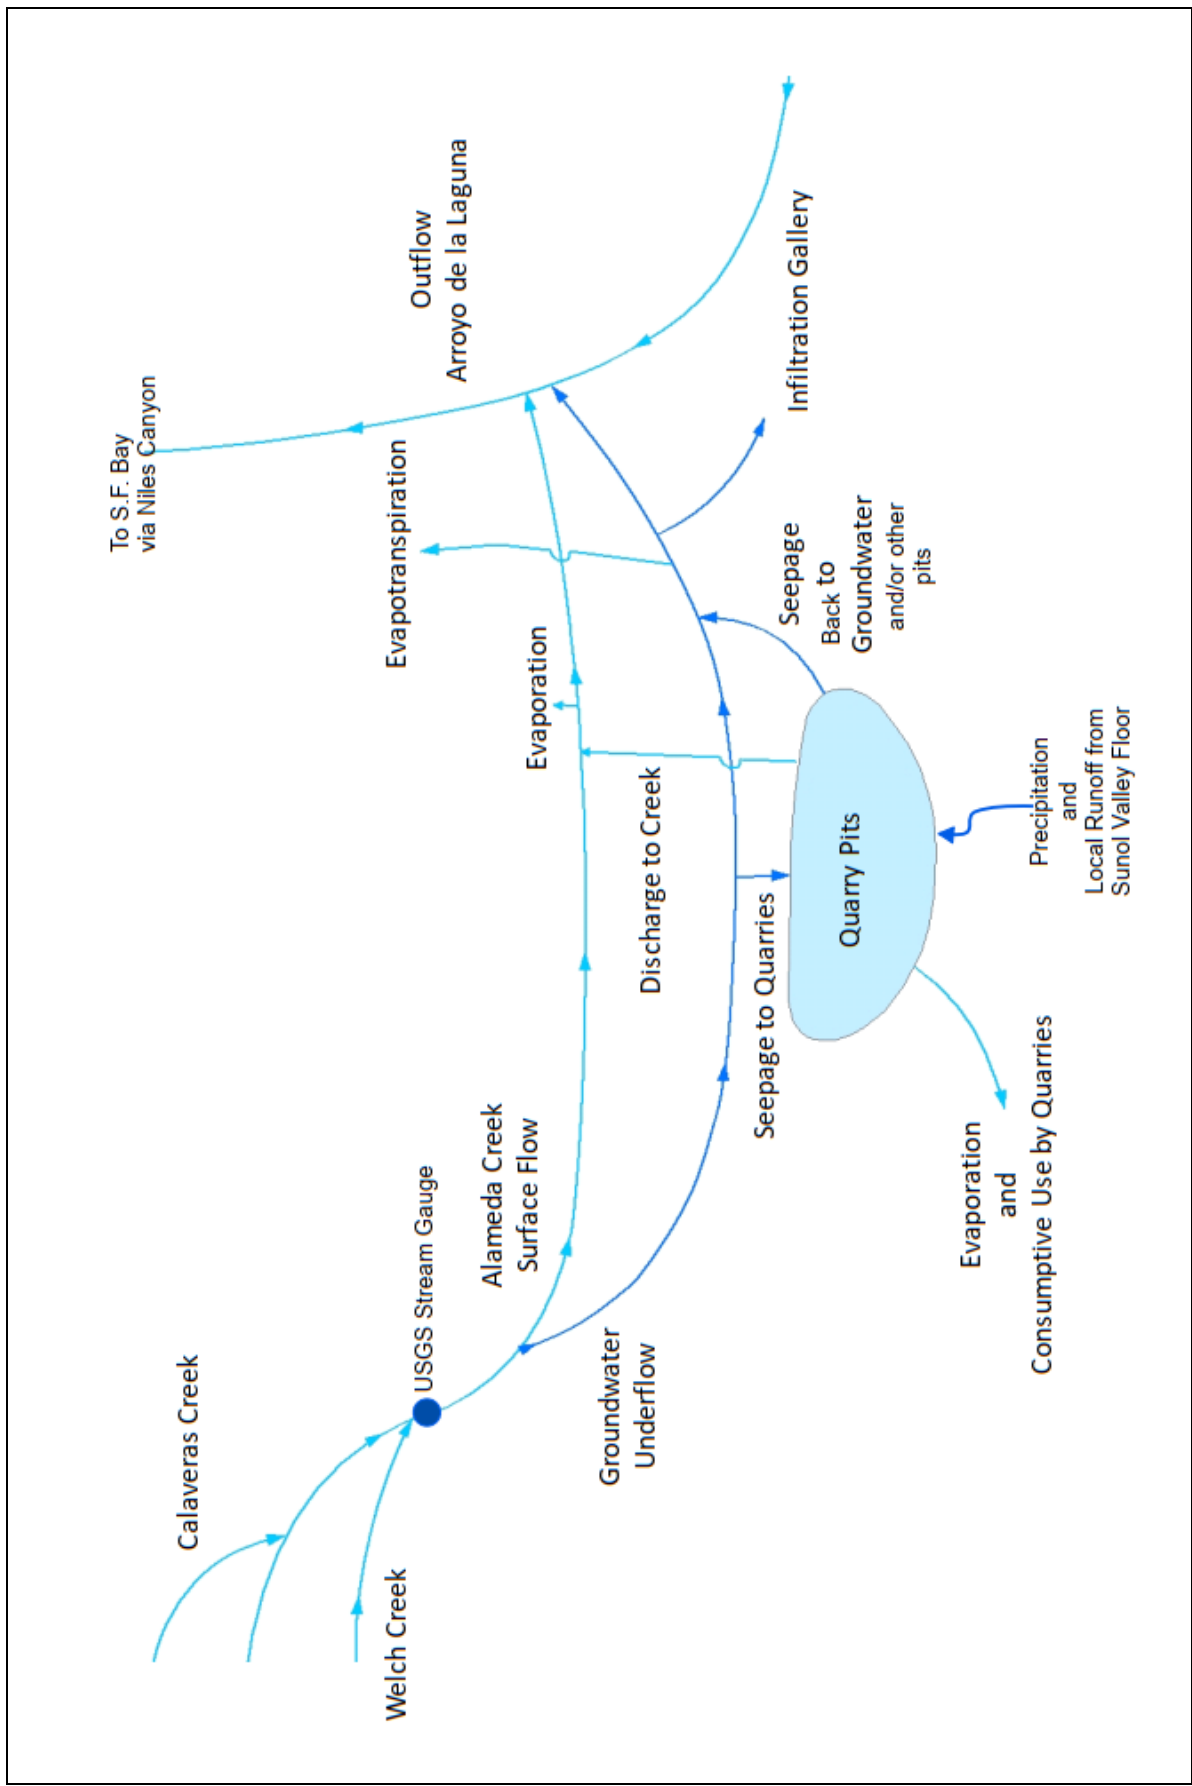 Calaveras Creek
Welch Creek
USGS Stream Gauge
Alameda Creek
Surface Flow
Groundwater
Underflow
Evaporation
Evapotranspiration
To S.F. Bay
via Niles Canyon
Outflow
Arroyo de la Laguna
Discharge to Creek
Seepage to Quarries
Quarry Pits
Seepage
Back to
Groundwater
and/or other
pits
Infiltration Gallery
Evaporation
and
Consumptive Use by Quarries
Precipitation
and
Local Runoff from
Sunol Valley Floor